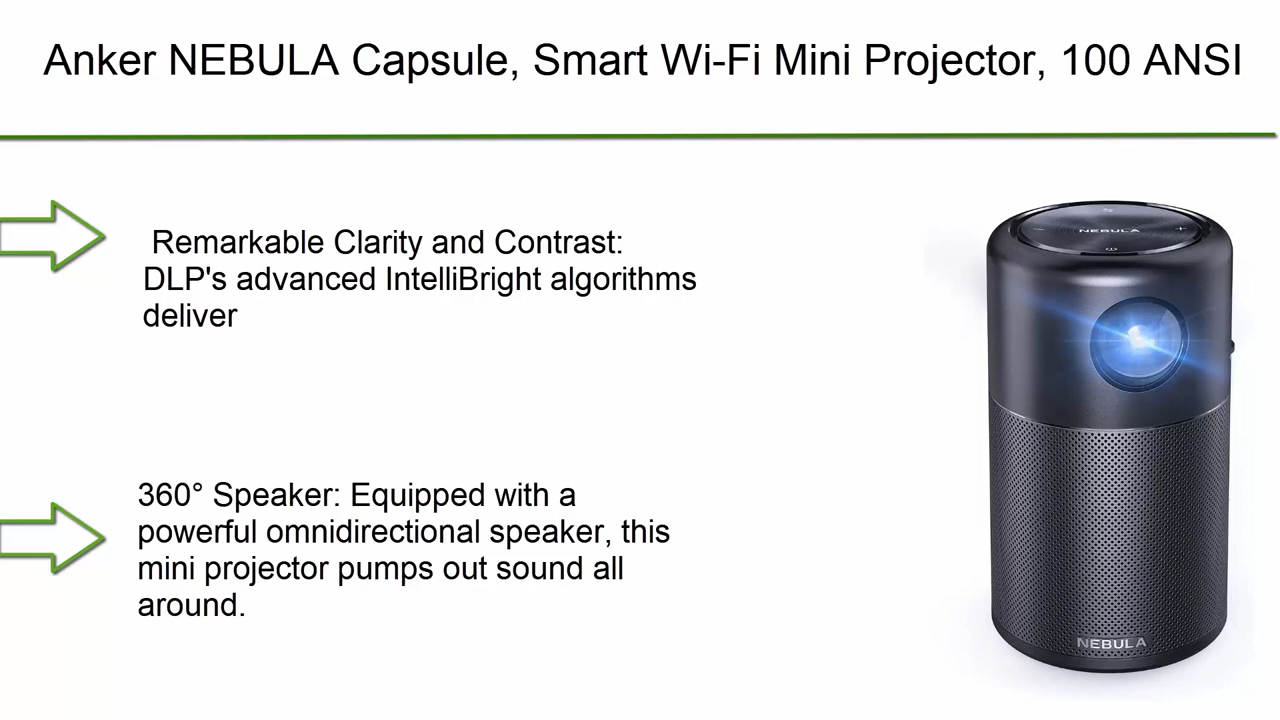 Anker NEBULA Capsule, Smart Wi-Fi Mini Projector, 100 ANSI
Remarkable Clarity and Contrast:
DLP's advanced IntelliBright algorithms
deliver
NEBULA
360° Speaker: Equipped with a
powerful omnidirectional speaker, this
mini projector pumps out sound all
around.
NEBULA